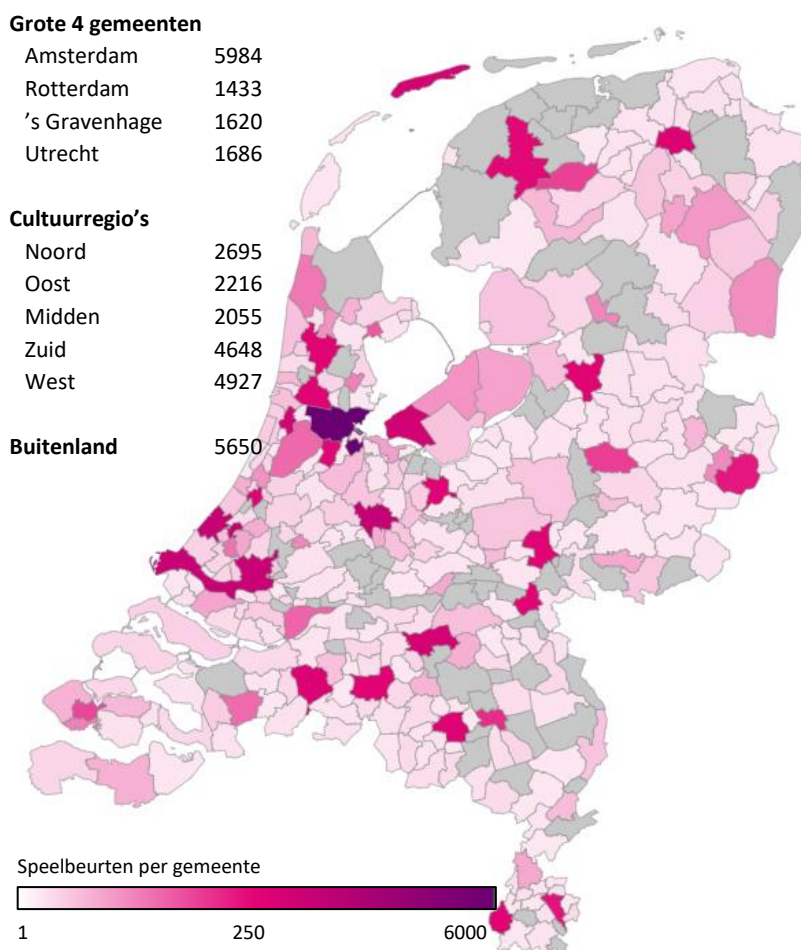 Grote 4 gemeenten
Amsterdam 5984
Rotterdam 1433
’s Gravenhage 1620
Utrecht 1686
Cultuurregio’s
Noord 2695
Oost 2216
Midden 2055
Zuid 4648
West 4927
Buitenland 5650
Speelbeurten per gemeente
1 250 6000